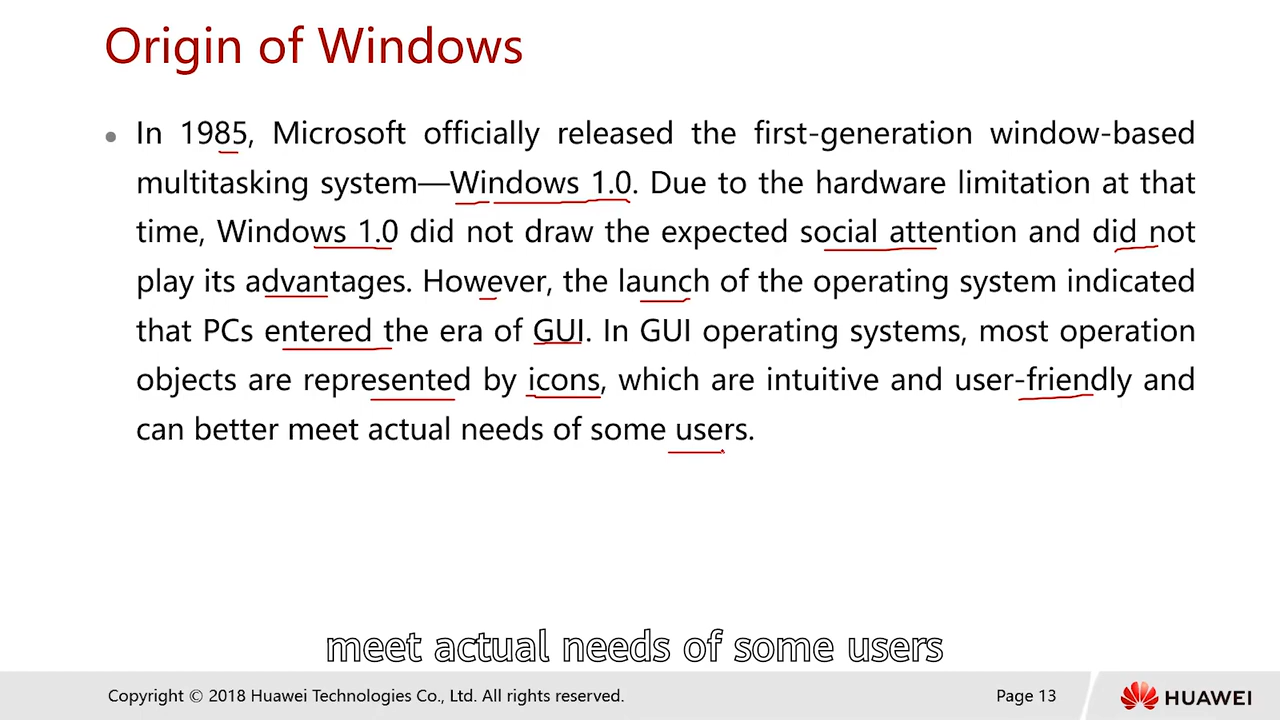 Origin of Windows
• In 1985, Microsoft officially released the first-generation window-based
multitasking system—Windows 1.0. Due to the hardware limitation at that
time, Windows 1.0 did not draw the expected social attention and did not
play its advantages. However, the launch of the operating system indicated
that PCs entered the era of GUI. In GUI operating systems, most operation
objects are represented by icons, which are intuitive and user-friendly and
can better meet actual needs of some users.
meet actual needs of some users
Copyright © 2018 Huawei Technologies Co., Ltd. All rights reserved.
Page 13
HUAWEI